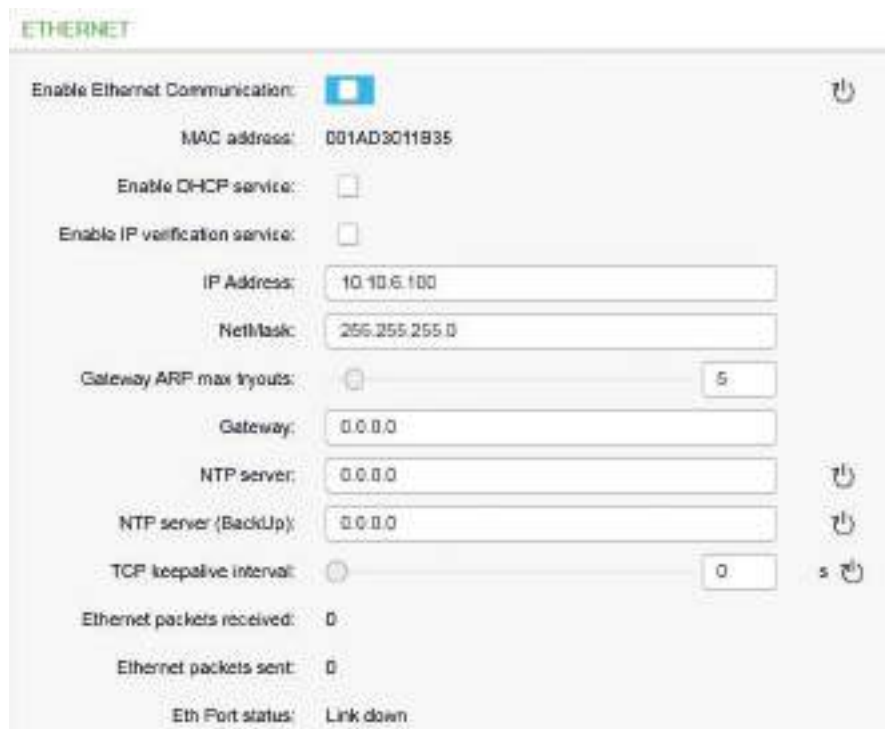 ETHERNET
Enable Ethernet Communication:
MAC address: 001AD3011B35
Enable DHCP service:
Enable IP verification service:
IP Address: 10.10.6.100
NetMask: 255.255.255.0
Gateway ARP max tryouts: 5
Gateway: 0.0.0.0
NTP server: 0.0.0.0
NTP server (BackUp): 0.0.0.0
TCP keepalive interval: 0 s
Ethernet packets received: 0
Ethernet packets sent: 0
Eth Port status: Link down